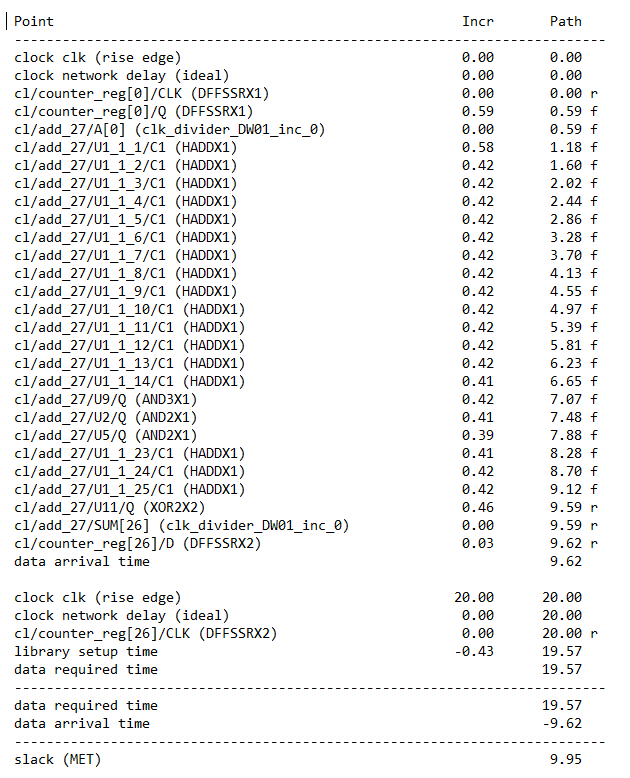 Point Incr Path
--------------------------------------------------------------------------
clock clk (rise edge) 0.00 0.00
clock network delay (ideal) 0.00 0.00
cl/counter_reg[0]/CLK (DFFSSRX1) 0.00 0.00 r
cl/counter_reg[0]/Q (DFFSSRX1) 0.59 0.59 f
cl/add_27/A[0] (clk_divider_DW01_inc_0) 0.00 0.59 f
cl/add_27/U1_1_1/C1 (HADDX1) 0.58 1.18 f
cl/add_27/U1_1_2/C1 (HADDX1) 0.42 1.60 f
cl/add_27/U1_1_3/C1 (HADDX1) 0.42 2.02 f
cl/add_27/U1_1_4/C1 (HADDX1) 0.42 2.44 f
cl/add_27/U1_1_5/C1 (HADDX1) 0.42 2.86 f
cl/add_27/U1_1_6/C1 (HADDX1) 0.42 3.28 f
cl/add_27/U1_1_7/C1 (HADDX1) 0.42 3.70 f
cl/add_27/U1_1_8/C1 (HADDX1) 0.42 4.13 f
cl/add_27/U1_1_9/C1 (HADDX1) 0.42 4.55 f
cl/add_27/U1_1_10/C1 (HADDX1) 0.42 4.97 f
cl/add_27/U1_1_11/C1 (HADDX1) 0.42 5.39 f
cl/add_27/U1_1_12/C1 (HADDX1) 0.42 5.81 f
cl/add_27/U1_1_13/C1 (HADDX1) 0.42 6.23 f
cl/add_27/U1_1_14/C1 (HADDX1) 0.41 6.65 f
cl/add_27/U9/Q (AND3X1) 0.42 7.07 f
cl/add_27/U2/Q (AND2X1) 0.41 7.48 f
cl/add_27/U5/Q (AND2X1) 0.39 7.88 f
cl/add_27/U1_1_23/C1 (HADDX1) 0.41 8.28 f
cl/add_27/U1_1_24/C1 (HADDX1) 0.42 8.70 f
cl/add_27/U1_1_25/C1 (HADDX1) 0.42 9.12 f
cl/add_27/U11/Q (XOR2X2) 0.46 9.59 r
cl/add_27/SUM[26] (clk_divider_DW01_inc_0) 0.00 9.59 r
cl/counter_reg[26]/D (DFFSSRX2) 0.03 9.62 r
data arrival time 9.62
clock clk (rise edge) 20.00 20.00
clock network delay (ideal) 0.00 20.00
cl/counter_reg[26]/CLK (DFFSSRX2) 0.00 20.00 r
library setup time -0.43 19.57
data required time 19.57
--------------------------------------------------------------------------
data required time 19.57
data arrival time -9.62
--------------------------------------------------------------------------
slack (MET) 9.95